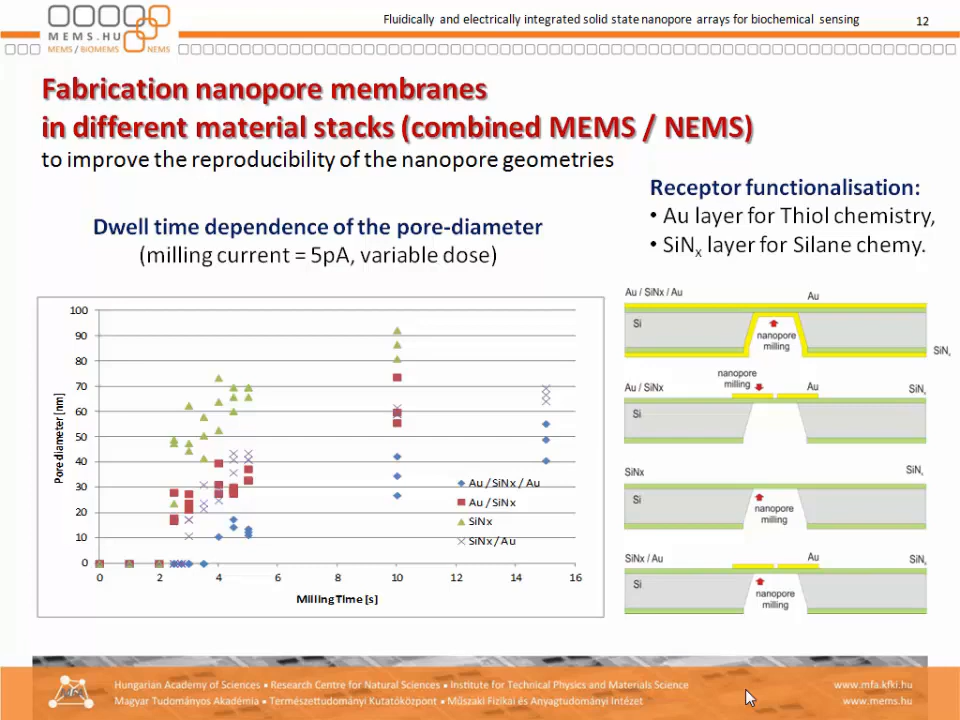 MEMS.HU
MEMS / BIOMEMS NEMS
Fluidically and electrically integrated solid state nanopore arrays for biochemical sensing
12
Fabrication nanopore membranes
in different material stacks (combined MEMS / NEMS)
to improve the reproducibility of the nanopore geometries
Receptor functionalisation:
• Au layer for Thiol chemistry,
• SiNx layer for Silane chemy.
Dwell time dependence of the pore-diameter
(milling current = 5pA, variable dose)
100
90
80
70
60
50
40
30
20
10
0
Pore diameter [nm]
0 2 4 6 8 10 12 14 16
Milling Time [s]
Au / SiNx / Au
Au / SiNx
SiNx
SiNx / Au
Au / SiNx / Au
Au
Si
nanopore
milling
SiNx
nanopore
milling
Au / SiNx
Au
SiNx
Si
SiNx
SiNx
Si
nanopore
milling
SiNx / Au
Au
SiNx
Si
nanopore
milling
MFA
Hungarian Academy of Sciences • Research Centre for Natural Sciences • Institute for Technical Physics and Materials Science
www.mfa.kfki.hu
Magyar Tudományos Akadémia • Természettudományi Kutatóközpont • Műszaki Fizikai és Anyagtudományi Intézet
www.mems.hu